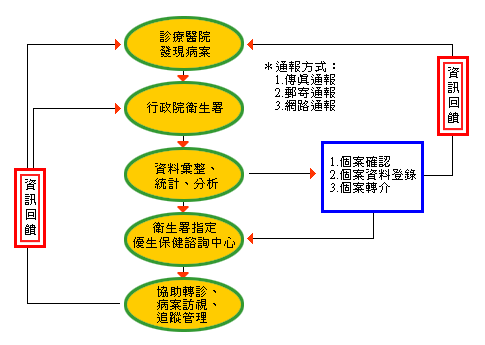 診療醫院
發現病案
＊通報方式：
1.傳真通報
2.郵寄通報
3.網路通報
資訊回饋
行政院衛生署
資料彙整、
統計、分析
1.個案確認
2.個案資料登錄
3.個案轉介
資訊回饋
衛生署指定
優生保健諮詢中心
協助轉診、
病案訪視、
追蹤管理